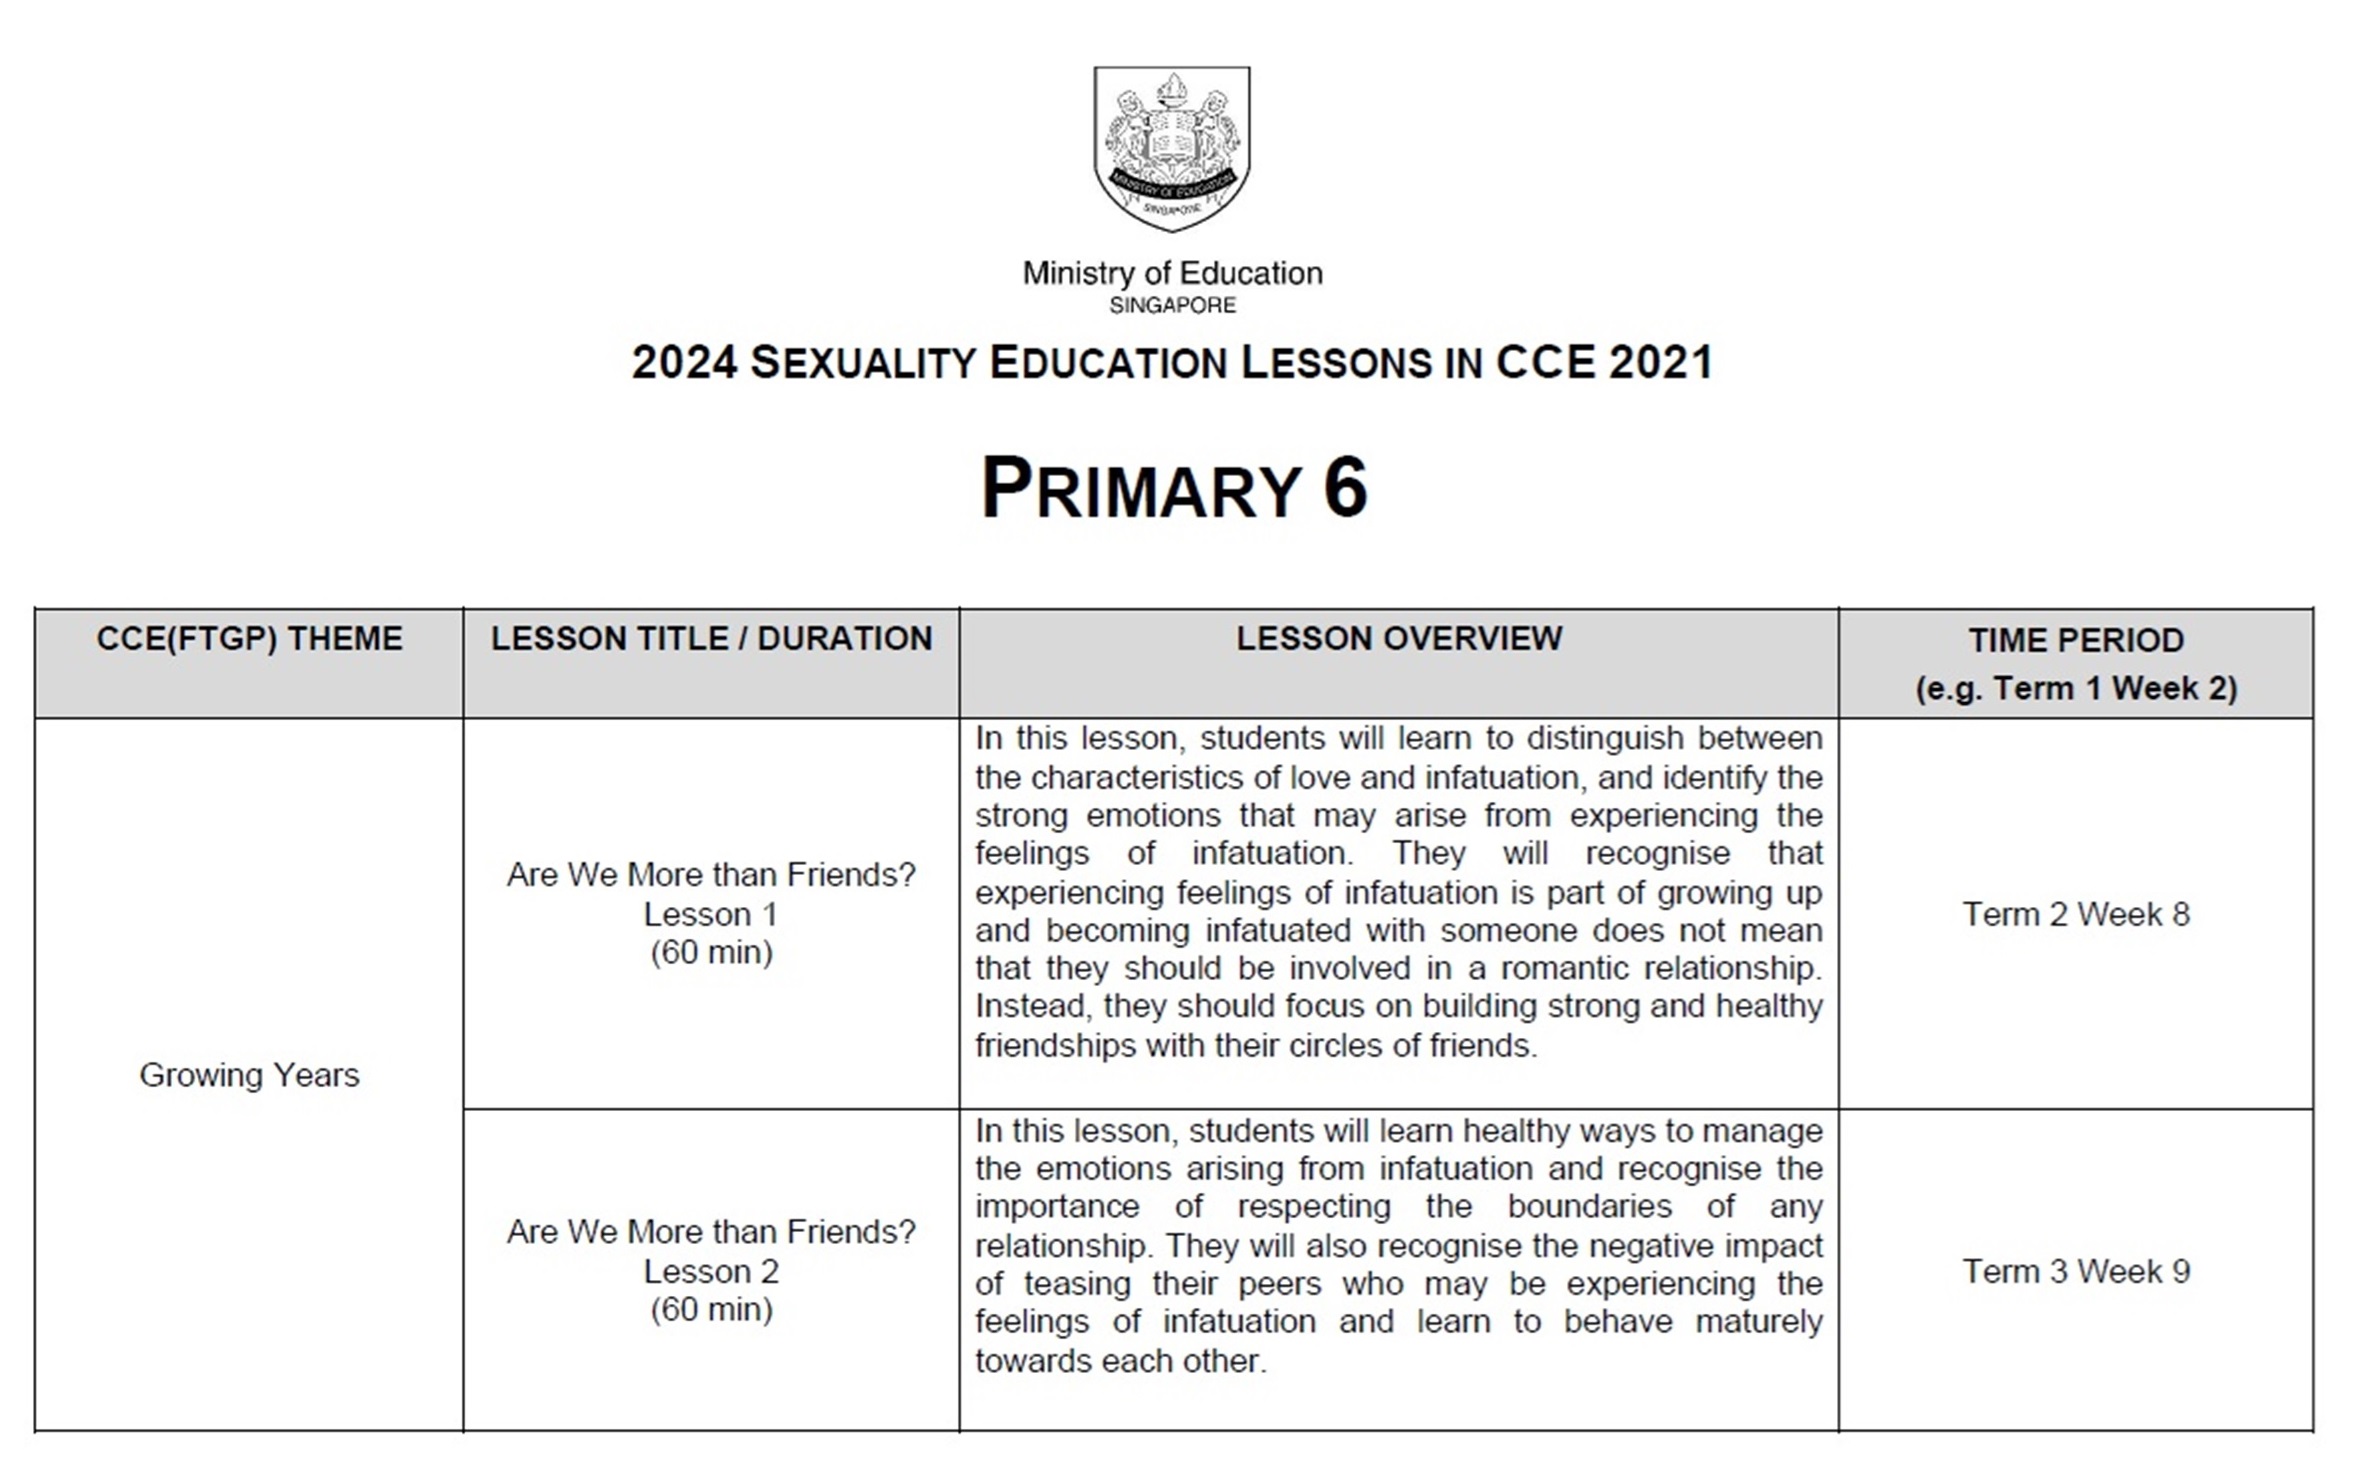 MINISTRY OF EDUCATION
SINGAPORE
Ministry of Education
SINGAPORE
2024 SEXUALITY EDUCATION LESSONS IN CCE 2021
PRIMARY 6
CCE(FTGP) THEME
LESSON TITLE / DURATION
LESSON OVERVIEW
TIME PERIOD
(e.g. Term 1 Week 2)
Growing Years
Are We More than Friends?
Lesson 1
(60 min)
In this lesson, students will learn to distinguish between
the characteristics of love and infatuation, and identify the
strong emotions that may arise from experiencing the
feelings of infatuation. They will recognise that
experiencing feelings of infatuation is part of growing up
and becoming infatuated with someone does not mean
that they should be involved in a romantic relationship.
Instead, they should focus on building strong and healthy
friendships with their circles of friends.
Term 2 Week 8
Are We More than Friends?
Lesson 2
(60 min)
In this lesson, students will learn healthy ways to manage
the emotions arising from infatuation and recognise the
importance of respecting the boundaries of any
relationship. They will also recognise the negative impact
of teasing their peers who may be experiencing the
feelings of infatuation and learn to behave maturely
towards each other.
Term 3 Week 9